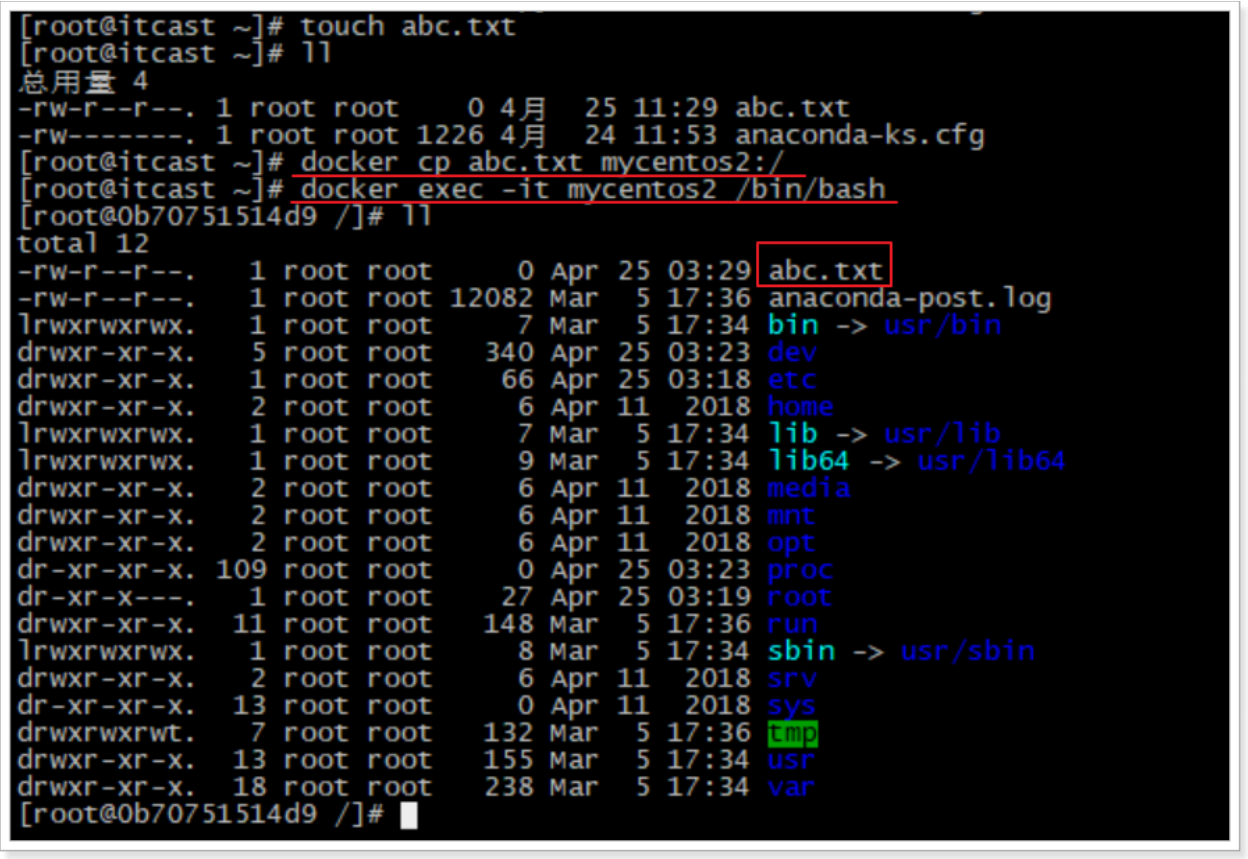 [root@itcast ~]# touch abc.txt
[root@itcast ~]# ll
总用量 4
-rw-r--r--. 1 root root    0 4月  25 11:29 abc.txt
-rw-------. 1 root root 1226 4月  24 11:53 anaconda-ks.cfg
[root@itcast ~]# docker cp abc.txt mycentos2:/
[root@itcast ~]# docker exec -it mycentos2 /bin/bash
[root@0b70751514d9 /]# ll
total 12
-rw-r--r--.   1 root root     0 Apr 25 03:29 abc.txt
-rw-r--r--.   1 root root 12082 Mar  5 17:36 anaconda-post.log
lrwxrwxrwx.   1 root root     7 Mar  5 17:34 bin -> usr/bin
drwxr-xr-x.   5 root root   340 Apr 25 03:23 dev
drwxr-xr-x.   1 root root    66 Apr 25 03:18 etc
drwxr-xr-x.   2 root root     6 Apr 11  2018 home
lrwxrwxrwx.   1 root root     7 Mar  5 17:34 lib -> usr/lib
lrwxrwxrwx.   1 root root     9 Mar  5 17:34 lib64 -> usr/lib64
drwxr-xr-x.   2 root root     6 Apr 11  2018 media
drwxr-xr-x.   2 root root     6 Apr 11  2018 mnt
drwxr-xr-x.   2 root root     6 Apr 11  2018 opt
dr-xr-xr-x. 109 root root     0 Apr 25 03:23 proc
dr-xr-x---.   1 root root    27 Apr 25 03:19 root
drwxr-xr-x.  11 root root   148 Mar  5 17:36 run
lrwxrwxrwx.   1 root root     8 Mar  5 17:34 sbin -> usr/sbin
drwxr-xr-x.   2 root root     6 Apr 11  2018 srv
dr-xr-xr-x.  13 root root     0 Apr 11  2018 sys
drwxrwxrwt.   7 root root   132 Mar  5 17:36 tmp
drwxr-xr-x.  13 root root   155 Mar  5 17:34 usr
drwxr-xr-x.  18 root root   238 Mar  5 17:34 var
[root@0b70751514d9 /]#